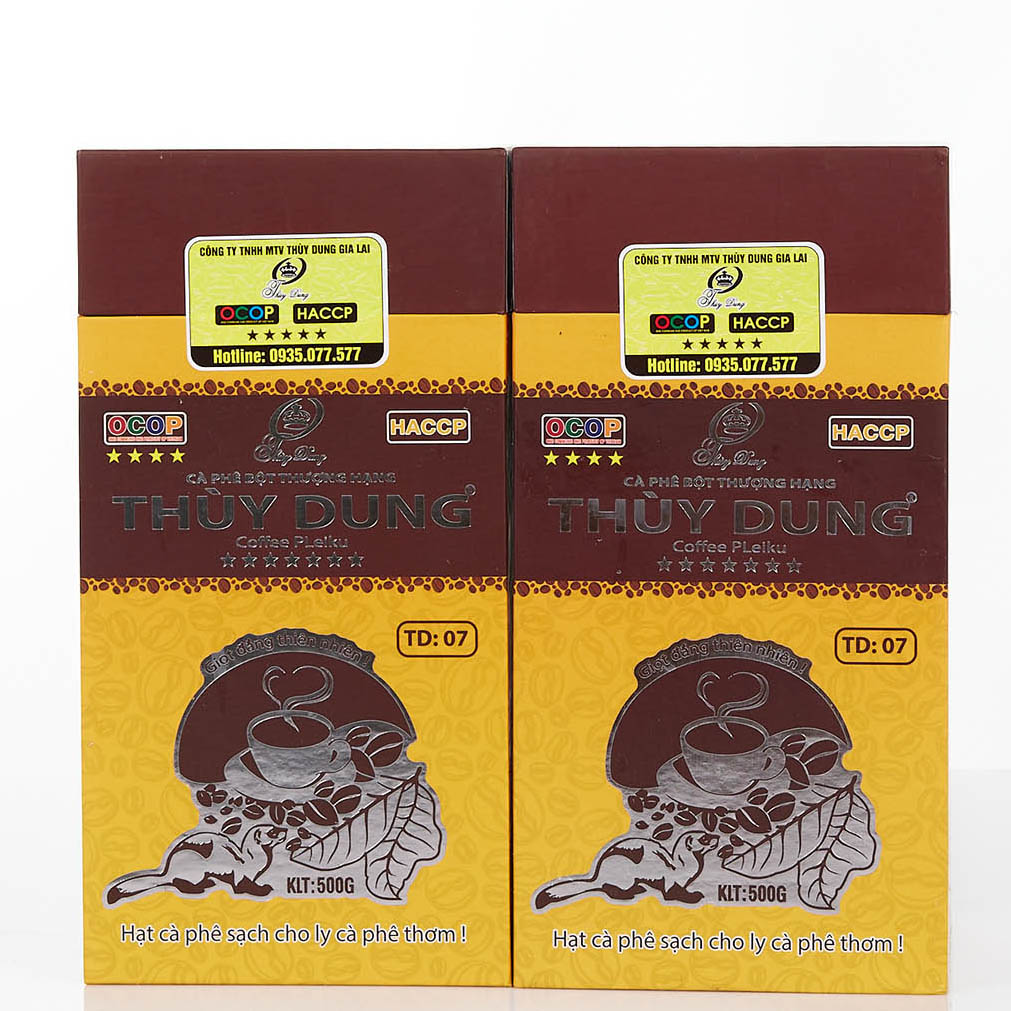 CÔNG TY TNHH MTV THÙY DUNG GIA LAI
Thùy Dung
OCOP HACCP
Hotline: 0935.077.577
OCOP
HACCP
Thùy Dung
CÀ PHÊ BỘT THƯỢNG HẠNG
THÙY DUNG
Coffee PLeiku
TD: 07
Giọt đắng thiên nhiên !
KLT:500G
Hạt cà phê sạch cho ly cà phê thơm !
CÔNG TY TNHH MTV THÙY DUNG GIA LAI
Thùy Dung
OCOP HACCP
Hotline: 0935.077.577
OCOP
HACCP
Thùy Dung
CÀ PHÊ BỘT THƯỢNG HẠNG
THÙY DUNG
Coffee PLeiku
TD: 07
Giọt đắng thiên nhiên !
KLT:500G
Hạt cà phê sạch cho ly cà phê thơm !